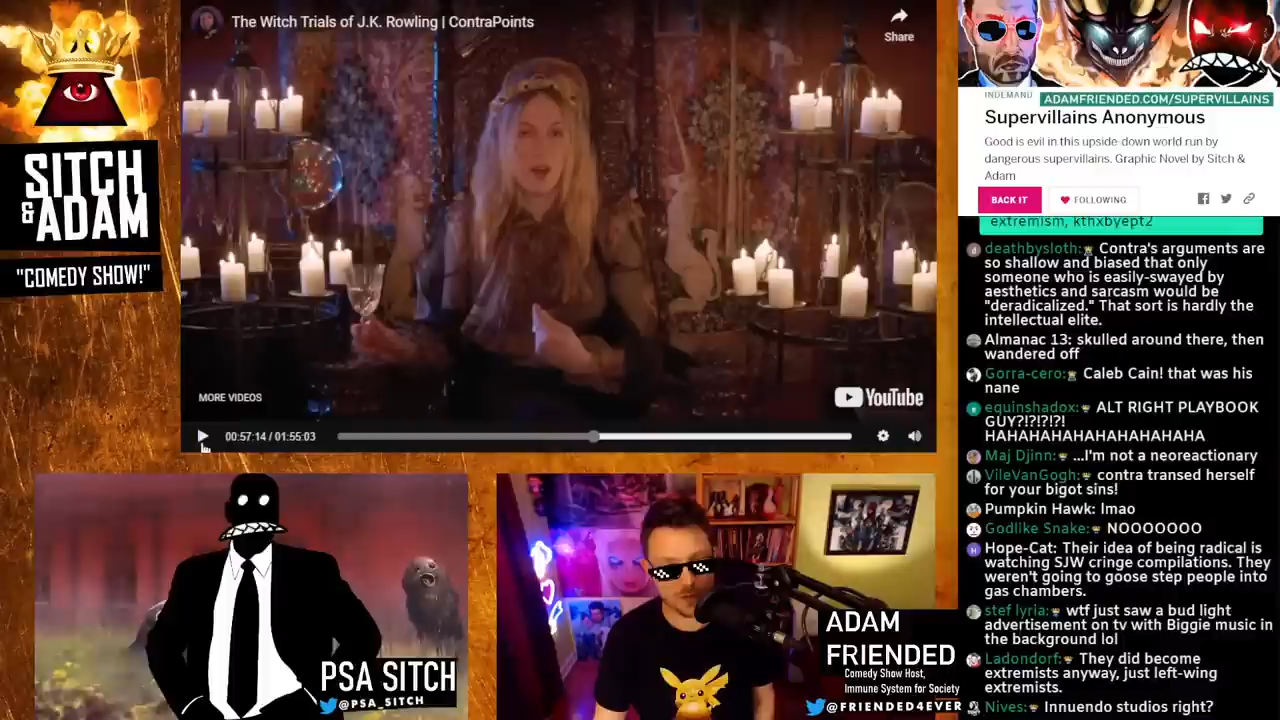 The Witch Trials of J.K. Rowling | ContraPoints
Share
MORE VIDEOS
YouTube
00:57:14 / 01:55:03
SITCH
& ADAM
"COMEDY SHOW!"
PSA SITCH
@PSA_SITCH
ADAM
FRIENDED
Comedy Show Host,
Immune System for Society
@FRIENDED4EVER
INDEMAND
ADAMFRIENDED.COM/SUPERVILLAINS
Supervillains Anonymous
Good is evil in this upside-down world run by
dangerous supervillains. Graphic Novel by Sitch &
Adam
BACK IT
FOLLOWING
extremism, kthxbyept2
deathbysloth: Contra's arguments are
so shallow and biased that only
someone who is easily-swayed by
aesthetics and sarcasm would be
"deradicalized." That sort is hardly the
intellectual elite.
Almanac 13: skulled around there, then
wandered off
Gorra-cero: Caleb Cain! that was his
nane
equinshadox: ALT RIGHT PLAYBOOK
GUY?!?!?!?!
HAHAHAHAHAHAHAHAHA
Maj Djinn: ...I'm not a neoreactionary
VileVanGogh: contra transed herself
for your bigot sins!
Pumpkin Hawk: lmao
Godlike Snake: NOOOOOOO
Hope-Cat: Their idea of being radical is
watching SJW cringe compilations. They
weren't going to goose step people into
gas chambers.
stef lyria: wtf just saw a bud light
advertisement on tv with Biggie music in
the background lol
Ladondorf: They did become
extremists anyway, just left-wing
extremists.
Nives: Innuendo studios right?